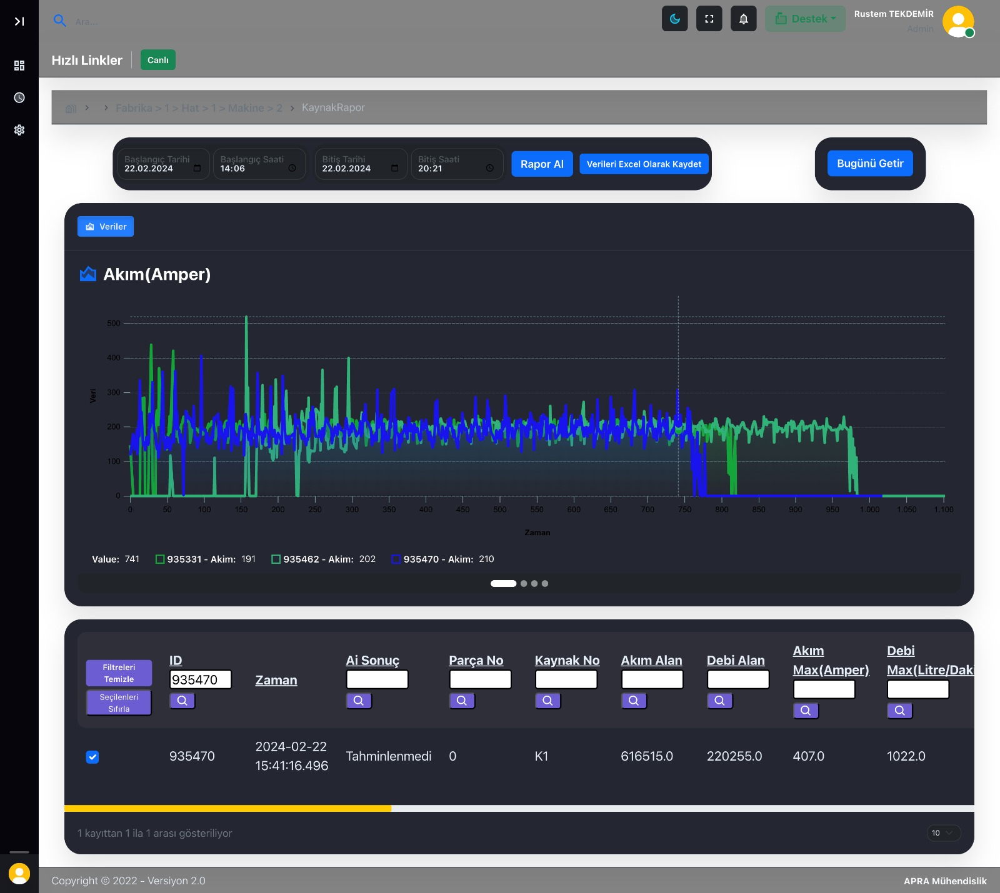 Ara...
Destek
Rustem TEKDEMİR
Admin
Hızlı Linkler
Canlı
Fabrika > 1 > Hat > 1 > Makine > 2
KaynakRapor
Başlangıç Tarihi
22.02.2024
Başlangıç Saati
14:06
Bitiş Tarihi
22.02.2024
Bitiş Saati
20:21
Rapor Al
Verileri Excel Olarak Kaydet
Bugünü Getir
Veriler
Akım(Amper)
500
400
300
200
100
0
Veri
0 50 100 150 200 250 300 350 400 450 500 550 600 650 700 750 800 850 900 950 1.000 1.050 1.100
Zaman
Value: 741 935331 - Akim: 191 935462 - Akim: 202 935470 - Akim: 210
Filtreleri Temizle
Seçilenleri Sıfırla
ID
935470
Zaman
Ai Sonuç
Parça No
Kaynak No
Akım Alan
Debi Alan
Akım Max(Amper)
Debi Max(Litre/Daki
935470
2024-02-22 15:41:16.496
Tahminlenmedi
0
K1
616515.0
220255.0
407.0
1022.0
1 kayıttan 1 ila 1 arası gösteriliyor
10
Copyright © 2022 - Versiyon 2.0
APRA Mühendislik